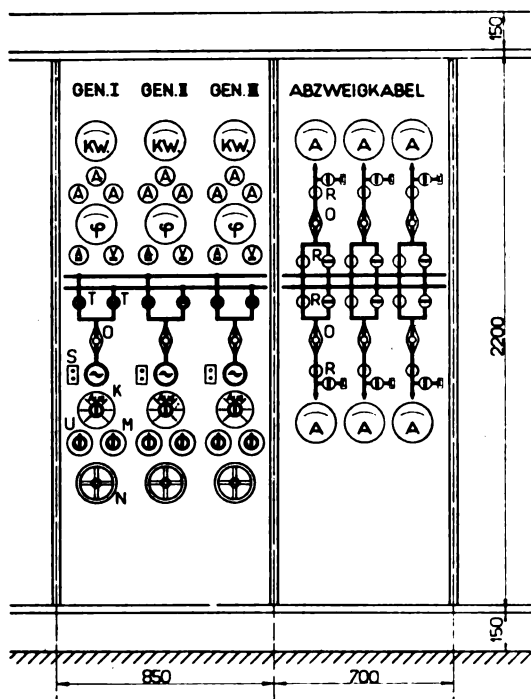 150
GEN. I GEN. II GEN. III ABZWEIGKABEL
KW. KW. KW. A A A
A A A
A A A A A A
R
O
φ φ φ
R
T T
R
O O
S
R
K
U M
A A A
N
2200
150
850 700